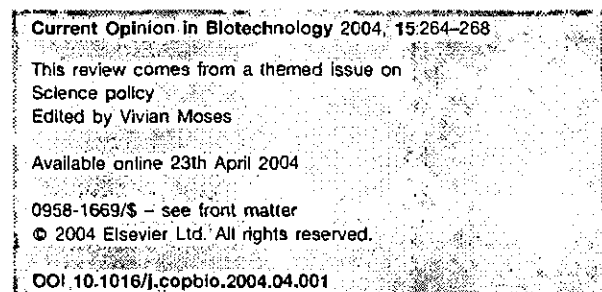 Current Opinion in Biotechnology 2004, 15:264–268
This review comes from a themed issue on
Science policy
Edited by Vivian Moses
Available online 23th April 2004
0958-1669/$ – see front matter
© 2004 Elsevier Ltd. All rights reserved.
DOI 10.1016/j.copbio.2004.04.001